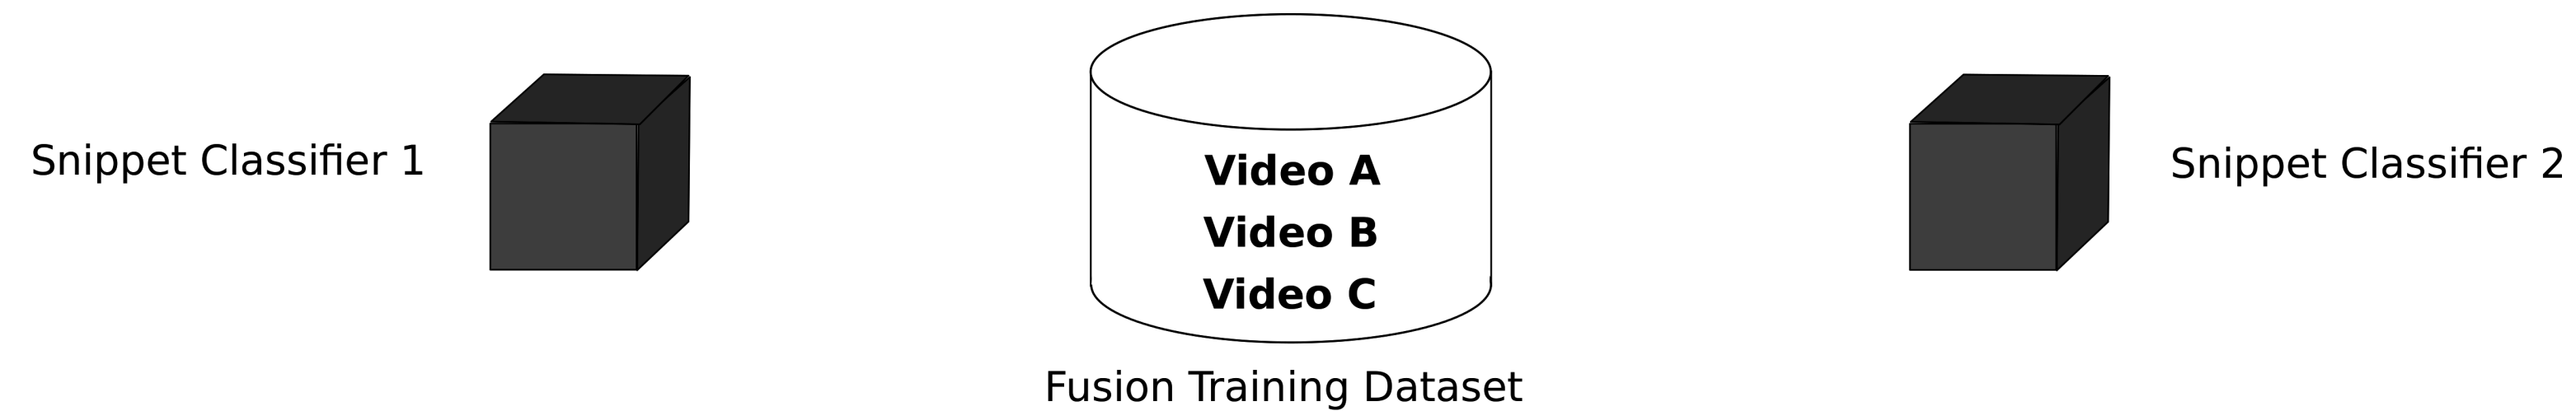 Snippet Classifier 1
Video A
Video B
Video C
Fusion Training Dataset
Snippet Classifier 2